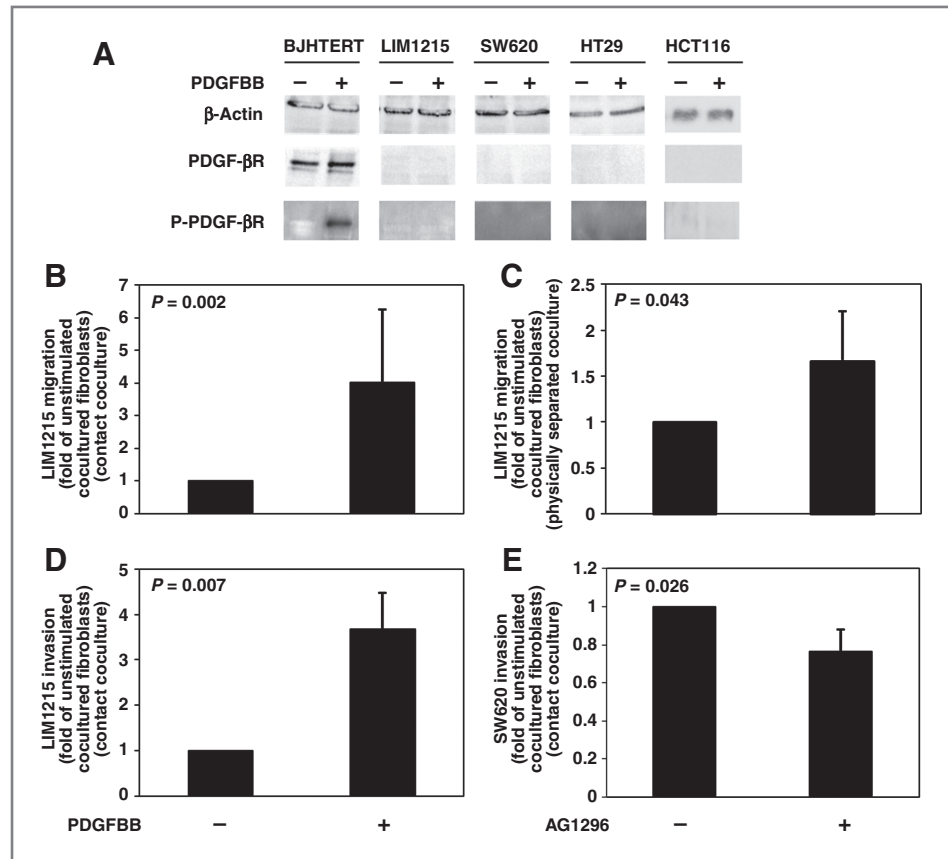 A
BJHTERT LIM1215 SW620 HT29 HCT116
PDGFBB − + − + − + − + − +
β-Actin
PDGF-βR
P-PDGF-βR
B
P = 0.002
LIM1215 migration
(fold of unstimulated
cocultured fibroblasts)
(contact coculture)
7
6
5
4
3
2
1
0
C
P = 0.043
LIM1215 migration
(fold of unstimulated
cocultured fibroblasts)
(physically separated coculture)
2.5
2
1.5
1
0.5
0
D
P = 0.007
LIM1215 invasion
(fold of unstimulated
cocultured fibroblasts)
(contact coculture)
5
4
3
2
1
0
PDGFBB − +
E
P = 0.026
SW620 invasion
(fold of unstimulated
cocultured fibroblasts)
(contact coculture)
1.2
1
0.8
0.6
0.4
0.2
0
AG1296 − +